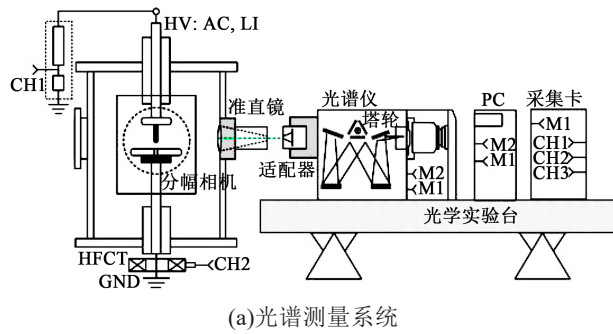 HV: AC, LI
CH1
准直镜
光谱仪
塔轮
PC
采集卡
M1
CH1
M2
CH2
M1
CH3
适配器
M2
M1
分幅相机
光学实验台
HFCT
CH2
GND
(a)光谱测量系统